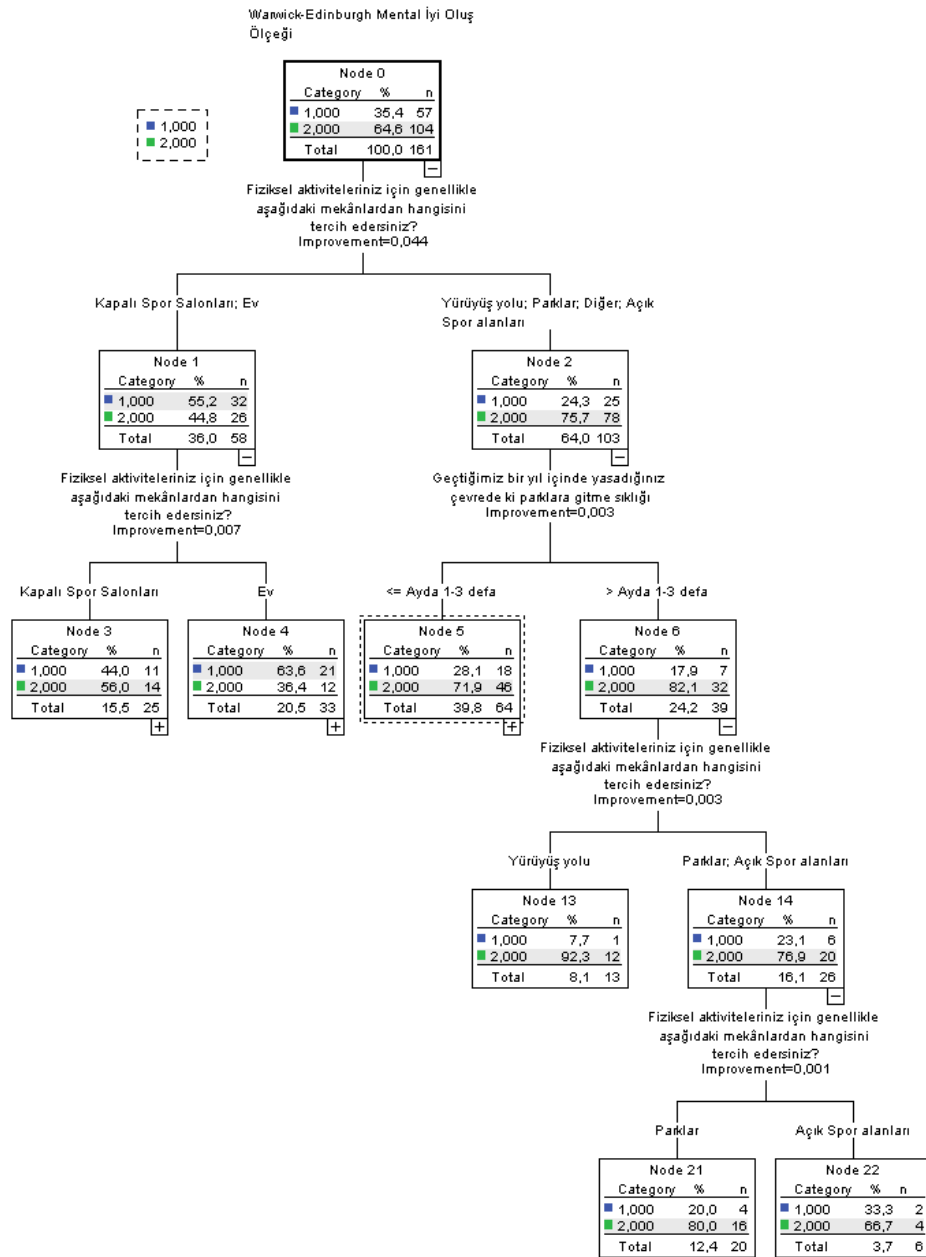 Warwick-Edinburgh Mental İyi Oluş
Ölçeği
Node 0
Category % n
1,000 35,4 57
2,000 64,6 104
Total 100,0 161
1,000
2,000
Fiziksel aktiviteleriniz için genellikle
aşağıdaki mekânlardan hangisini
tercih edersiniz?
Improvement=0,044
Kapalı Spor Salonları; Ev
Yürüyüş yolu; Parklar; Diğer; Açık
Spor alanları
Node 1
Category % n
1,000 55,2 32
2,000 44,8 26
Total 36,0 58
Node 2
Category % n
1,000 24,3 25
2,000 75,7 78
Total 64,0 103
Fiziksel aktiviteleriniz için genellikle
aşağıdaki mekânlardan hangisini
tercih edersiniz?
Improvement=0,007
Geçtiğimiz bir yıl içinde yasadığınız
çevrede ki parklara gitme sıklığı
Improvement=0,003
Kapalı Spor Salonları
Ev
<= Ayda 1-3 defa
> Ayda 1-3 defa
Node 3
Category % n
1,000 44,0 11
2,000 56,0 14
Total 15,5 25
Node 4
Category % n
1,000 63,6 21
2,000 36,4 12
Total 20,5 33
Node 5
Category % n
1,000 28,1 18
2,000 71,9 46
Total 39,8 64
Node 6
Category % n
1,000 17,9 7
2,000 82,1 32
Total 24,2 39
Fiziksel aktiviteleriniz için genellikle
aşağıdaki mekânlardan hangisini
tercih edersiniz?
Improvement=0,003
Yürüyüş yolu
Parklar; Açık Spor alanları
Node 13
Category % n
1,000 7,7 1
2,000 92,3 12
Total 8,1 13
Node 14
Category % n
1,000 23,1 6
2,000 76,9 20
Total 16,1 26
Fiziksel aktiviteleriniz için genellikle
aşağıdaki mekânlardan hangisini
tercih edersiniz?
Improvement=0,001
Parklar
Açık Spor alanları
Node 21
Category % n
1,000 20,0 4
2,000 80,0 16
Total 12,4 20
Node 22
Category % n
1,000 33,3 2
2,000 66,7 4
Total 3,7 6